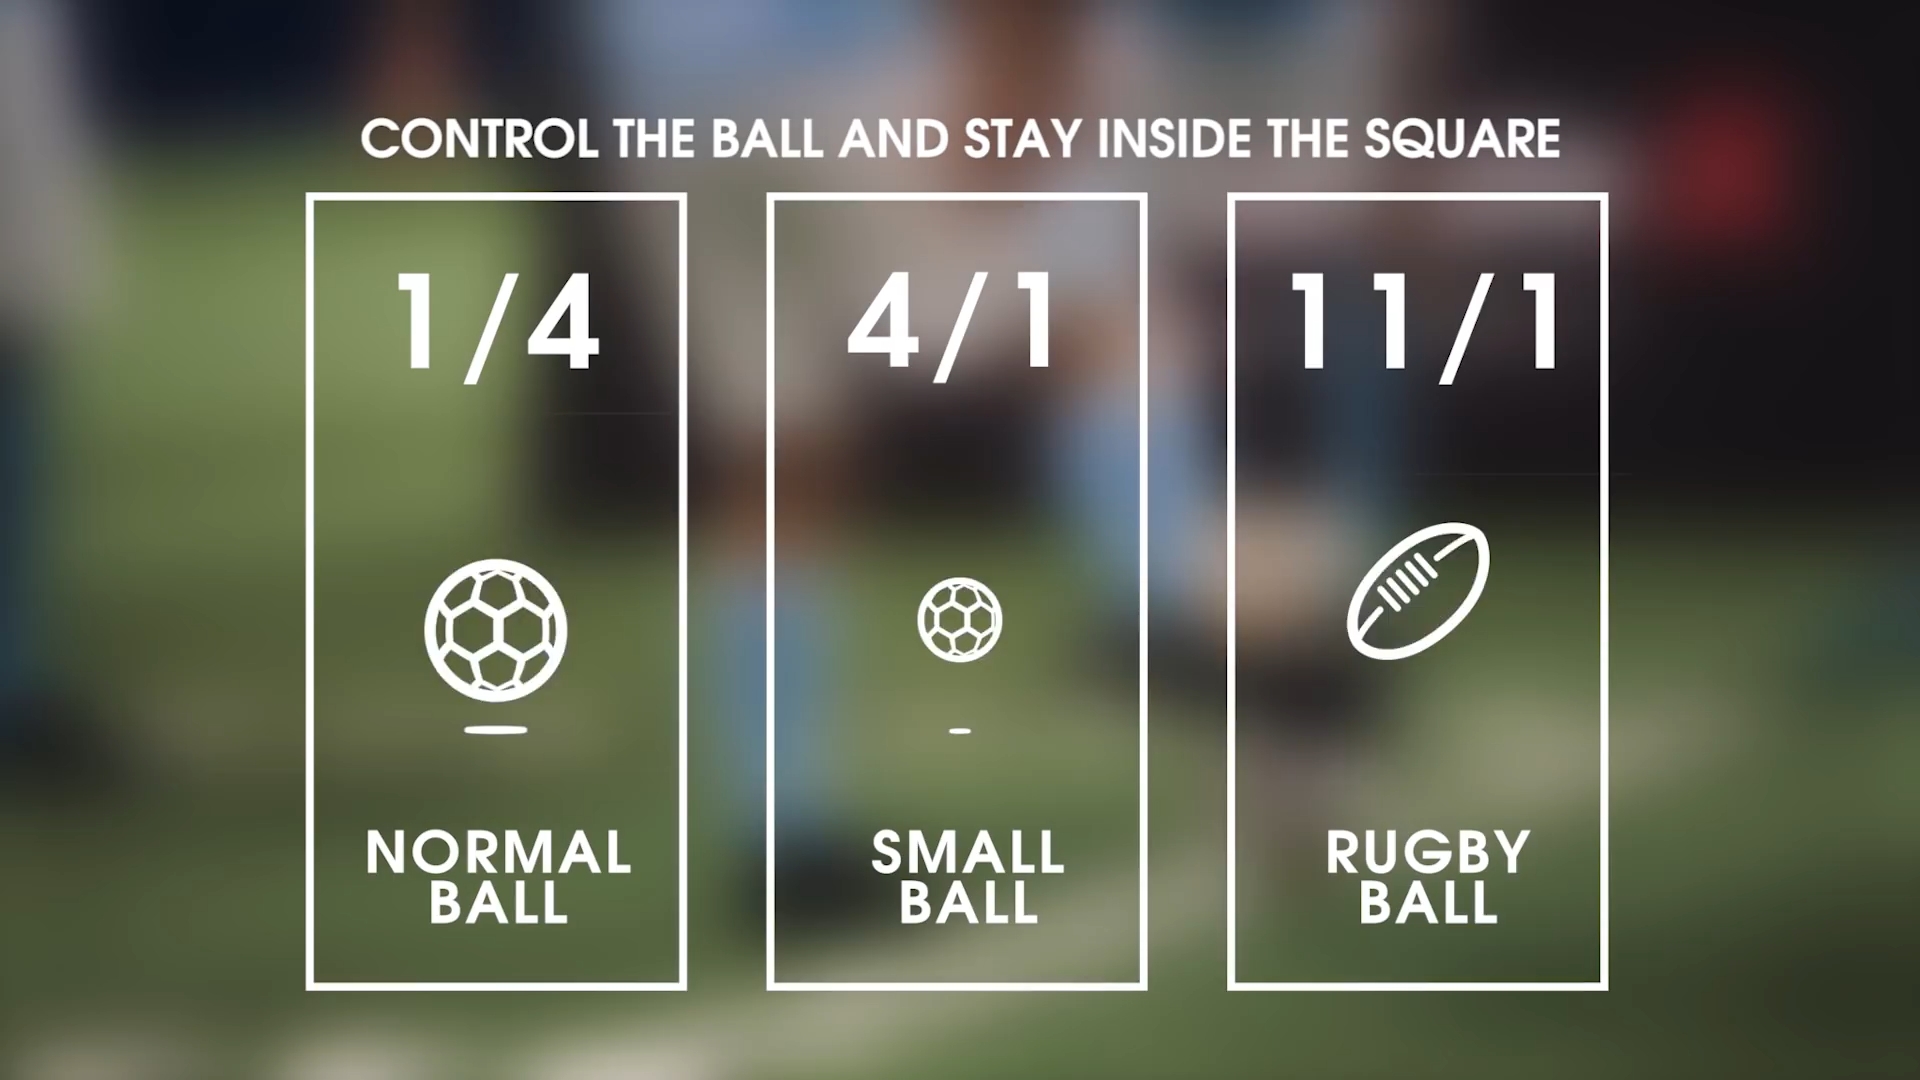 CONTROL THE BALL AND STAY INSIDE THE SQUARE
1/4
NORMAL
BALL
4/1
SMALL
BALL
11/1
RUGBY
BALL